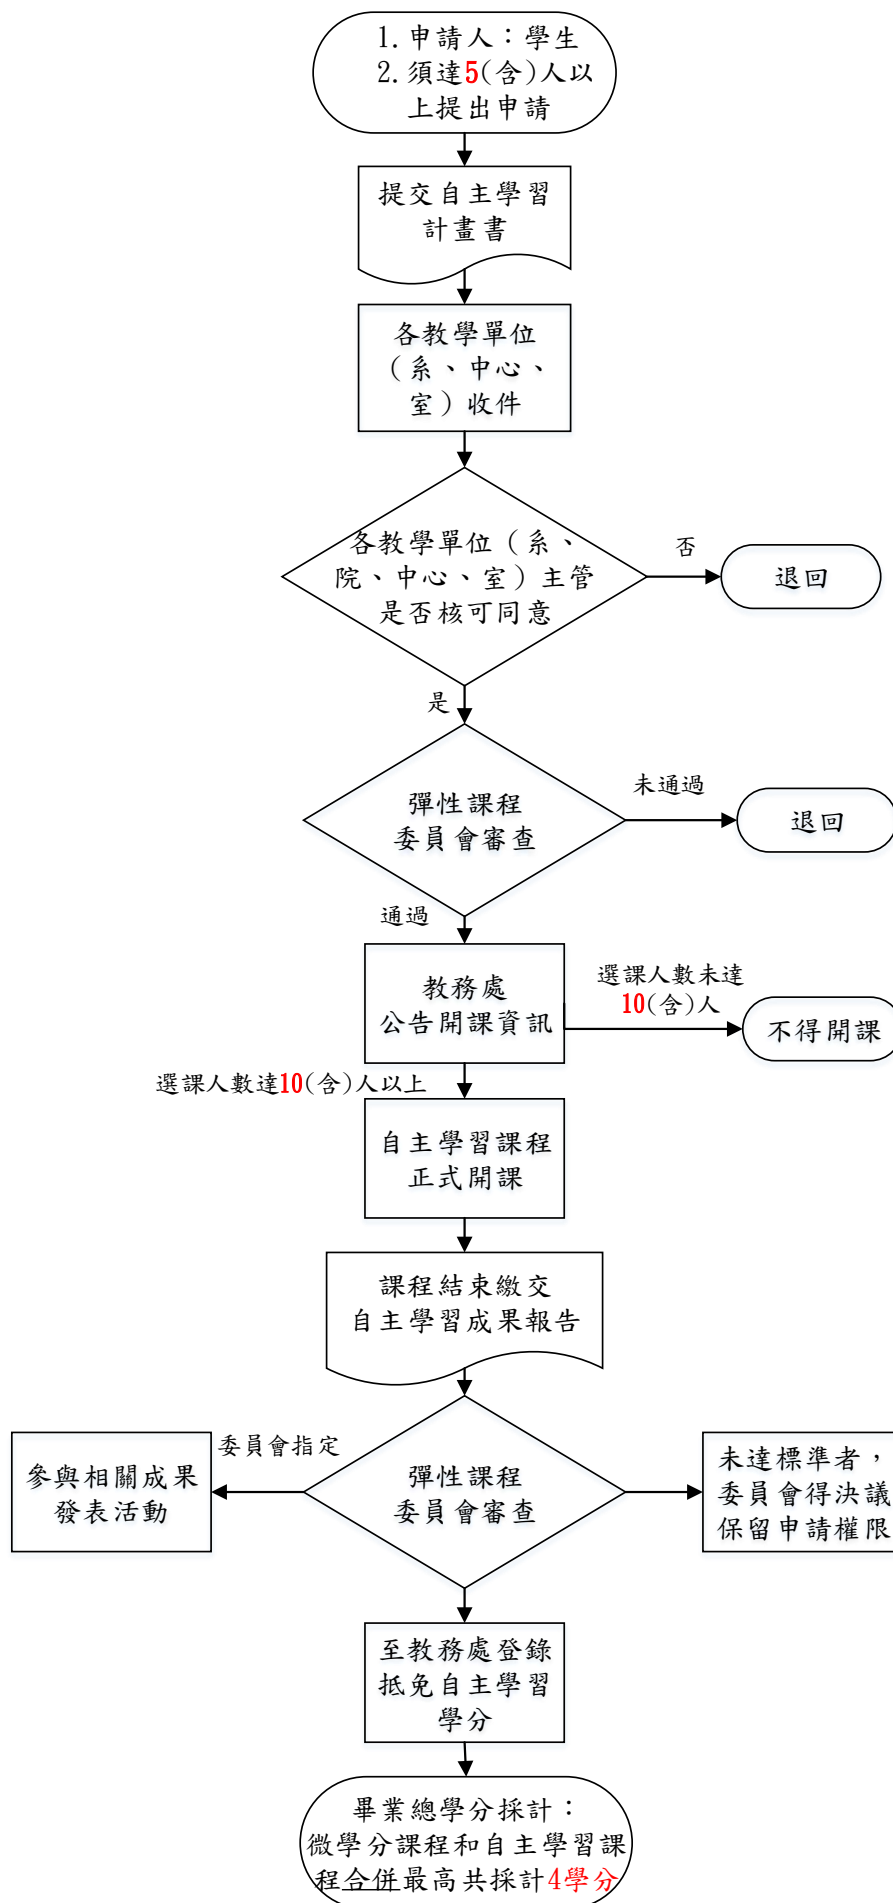 1.申請人：學生
2.須達5(含)人以
上提出申請
提交自主學習
計畫書
各教學單位
（系、中心、
室）收件
各教學單位（系、
院、中心、室）主管
是否核可同意
否
退回
是
彈性課程
委員會審查
未通過
退回
通過
教務處
公告開課資訊
選課人數未達
10(含)人
不得開課
選課人數達10(含)人以上
自主學習課程
正式開課
課程結束繳交
自主學習成果報告
彈性課程
委員會審查
委員會指定
參與相關成果
發表活動
未達標準者，
委員會得決議
保留申請權限
至教務處登錄
抵免自主學習
學分
畢業總學分採計：
微學分課程和自主學習課
程合併最高共採計4學分